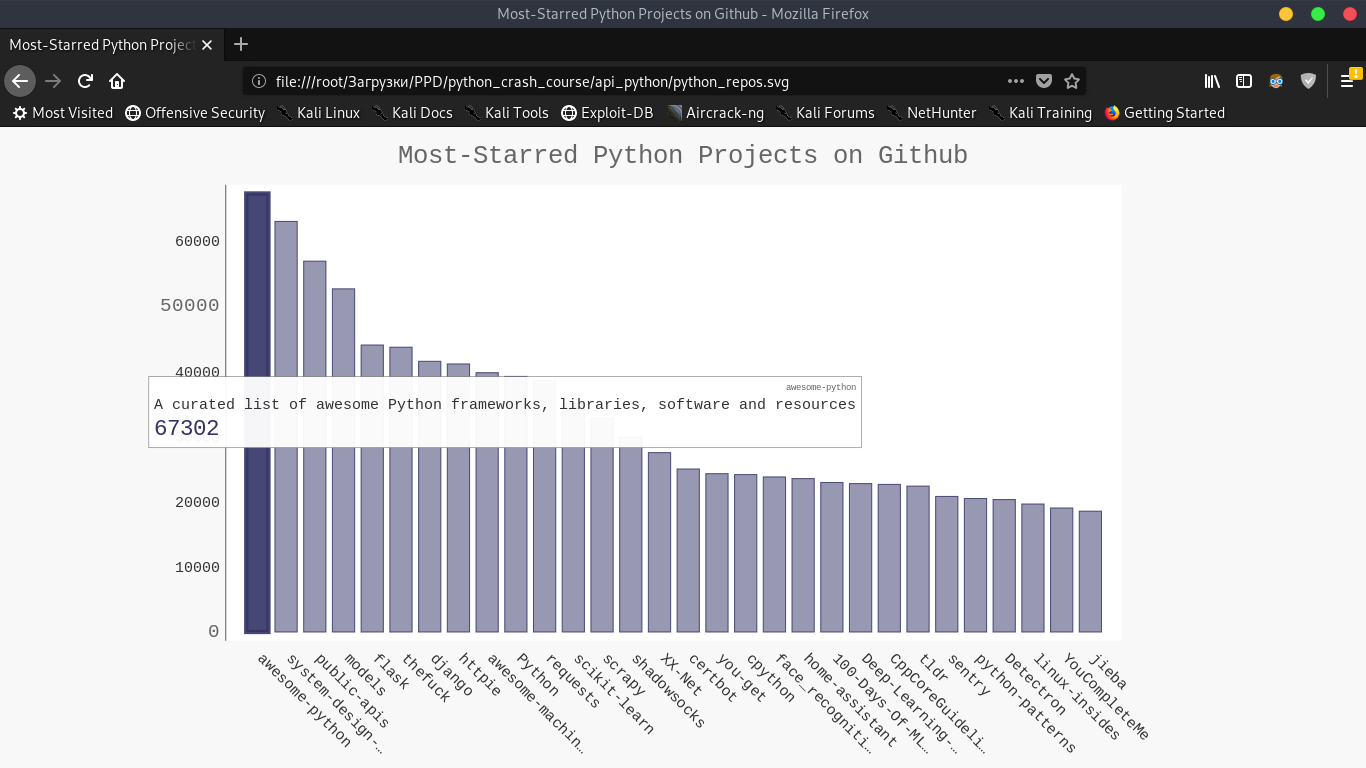 Most-Starred Python Projects on Github - Mozilla Firefox
Most-Starred Python Project
file:///root/Загрузки/PPD/python_crash_course/api_python/python_repos.svg
Most Visited Offensive Security Kali Linux Kali Docs Kali Tools Exploit-DB Aircrack-ng Kali Forums NetHunter Kali Training Getting Started
Most-Starred Python Projects on Github
60000
50000
40000
awesome-python
A curated list of awesome Python frameworks, libraries, software and resources
67302
20000
10000
0
awesome-python
system-design-…
public-apis
models
flask
thefuck
django
httpie
awesome-machin…
Python
requests
scikit-learn
scrapy
shadowsocks
XX-Net
certbot
you-get
cpython
face_recogniti…
home-assistant
100-Days-Of-ML…
Deep-Learning-…
CppCoreGuideli…
tldr
sentry
python-patterns
Detectron
linux-insides
YouCompleteMe
jieba